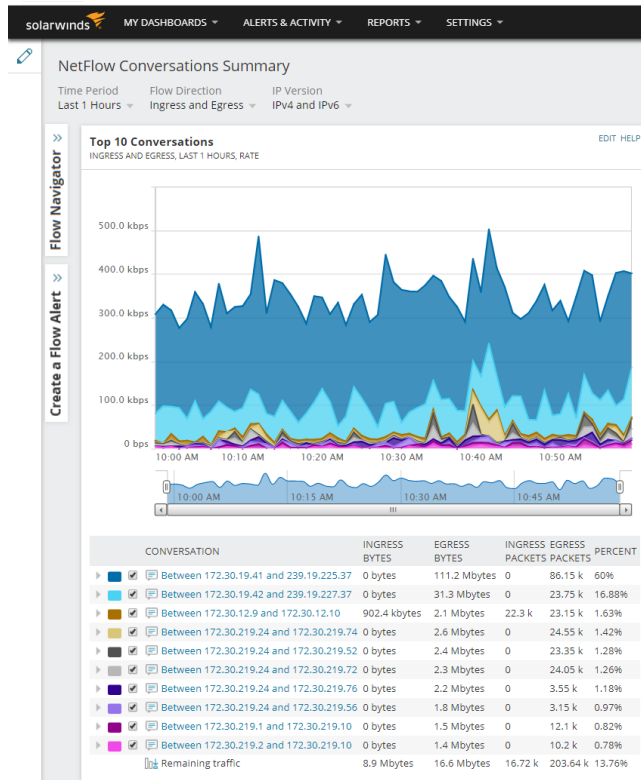 solarwinds MY DASHBOARDS ALERTS & ACTIVITY REPORTS SETTINGS
NetFlow Conversations Summary
Time Period Flow Direction IP Version
Last 1 Hours Ingress and Egress IPv4 and IPv6
Flow Navigator
Create a Flow Alert
Top 10 Conversations EDIT HELP
INGRESS AND EGRESS, LAST 1 HOURS, RATE
500.0 kbps
400.0 kbps
300.0 kbps
200.0 kbps
100.0 kbps
0 bps
10:00 AM 10:10 AM 10:20 AM 10:30 AM 10:40 AM 10:50 AM
10:00 AM 10:15 AM 10:30 AM 10:45 AM
CONVERSATION INGRESS BYTES EGRESS BYTES INGRESS PACKETS EGRESS PACKETS PERCENT
Between 172.30.19.41 and 239.19.225.37 0 bytes 111.2 Mbytes 0 86.15 k 60%
Between 172.30.19.42 and 239.19.227.37 0 bytes 31.3 Mbytes 0 23.75 k 16.88%
Between 172.30.12.9 and 172.30.12.10 902.4 kbytes 2.1 Mbytes 22.3 k 23.15 k 1.63%
Between 172.30.219.24 and 172.30.219.74 0 bytes 2.6 Mbytes 0 24.55 k 1.42%
Between 172.30.219.24 and 172.30.219.52 0 bytes 2.4 Mbytes 0 23.35 k 1.28%
Between 172.30.219.24 and 172.30.219.72 0 bytes 2.3 Mbytes 0 24.05 k 1.26%
Between 172.30.219.24 and 172.30.219.76 0 bytes 2.2 Mbytes 0 3.55 k 1.18%
Between 172.30.219.24 and 172.30.219.56 0 bytes 1.8 Mbytes 0 3.15 k 0.97%
Between 172.30.219.1 and 172.30.219.10 0 bytes 1.5 Mbytes 0 12.1 k 0.82%
Between 172.30.219.2 and 172.30.219.10 0 bytes 1.4 Mbytes 0 10.2 k 0.78%
Remaining traffic 8.9 Mbytes 16.6 Mbytes 16.72 k 203.64 k 13.76%